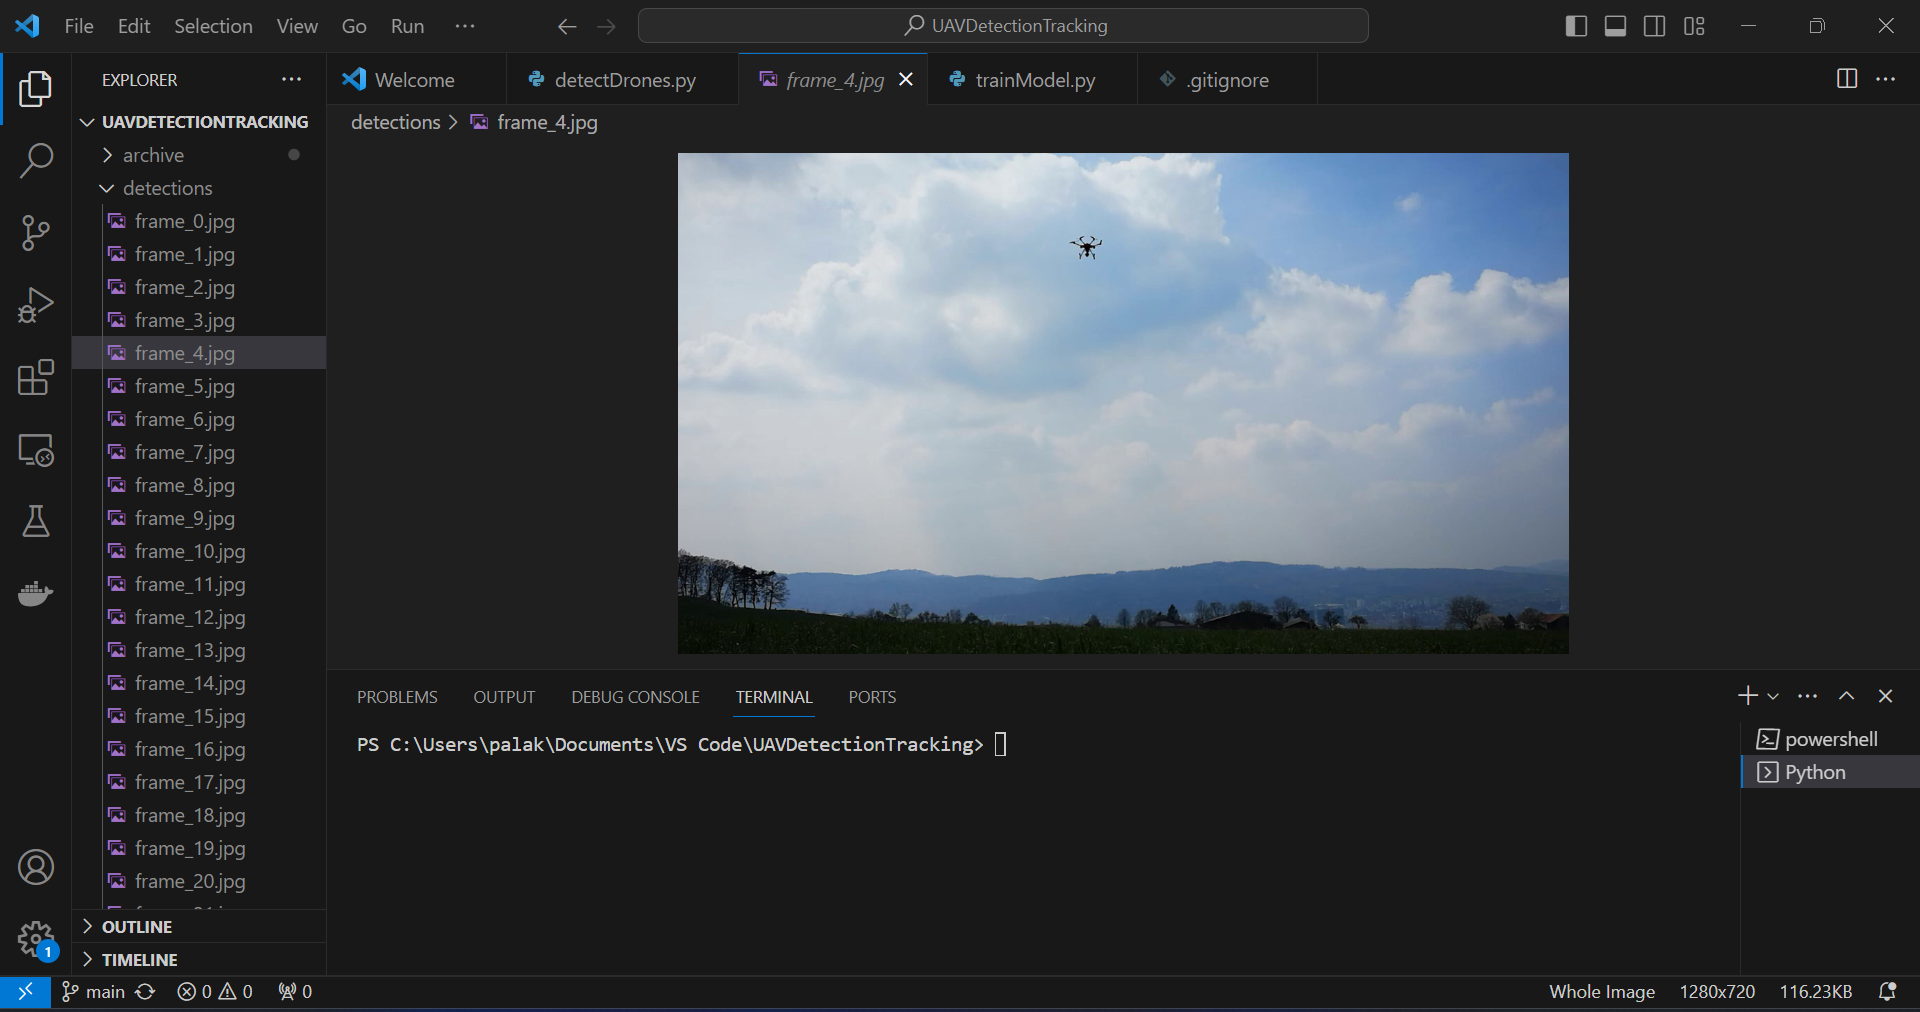 File Edit Selection View Go Run ···
UAVDetectionTracking
EXPLORER
UAVDETECTIONTRACKING
archive
detections
frame_0.jpg
frame_1.jpg
frame_2.jpg
frame_3.jpg
frame_4.jpg
frame_5.jpg
frame_6.jpg
frame_7.jpg
frame_8.jpg
frame_9.jpg
frame_10.jpg
frame_11.jpg
frame_12.jpg
frame_13.jpg
frame_14.jpg
frame_15.jpg
frame_16.jpg
frame_17.jpg
frame_18.jpg
frame_19.jpg
frame_20.jpg
OUTLINE
TIMELINE
Welcome detectDrones.py frame_4.jpg trainModel.py .gitignore
detections > frame_4.jpg
PROBLEMS OUTPUT DEBUG CONSOLE TERMINAL PORTS
PS C:\Users\palak\Documents\VS Code\UAVDetectionTracking>
powershell
Python
1
main 0 0 0 Whole Image 1280x720 116.23KB